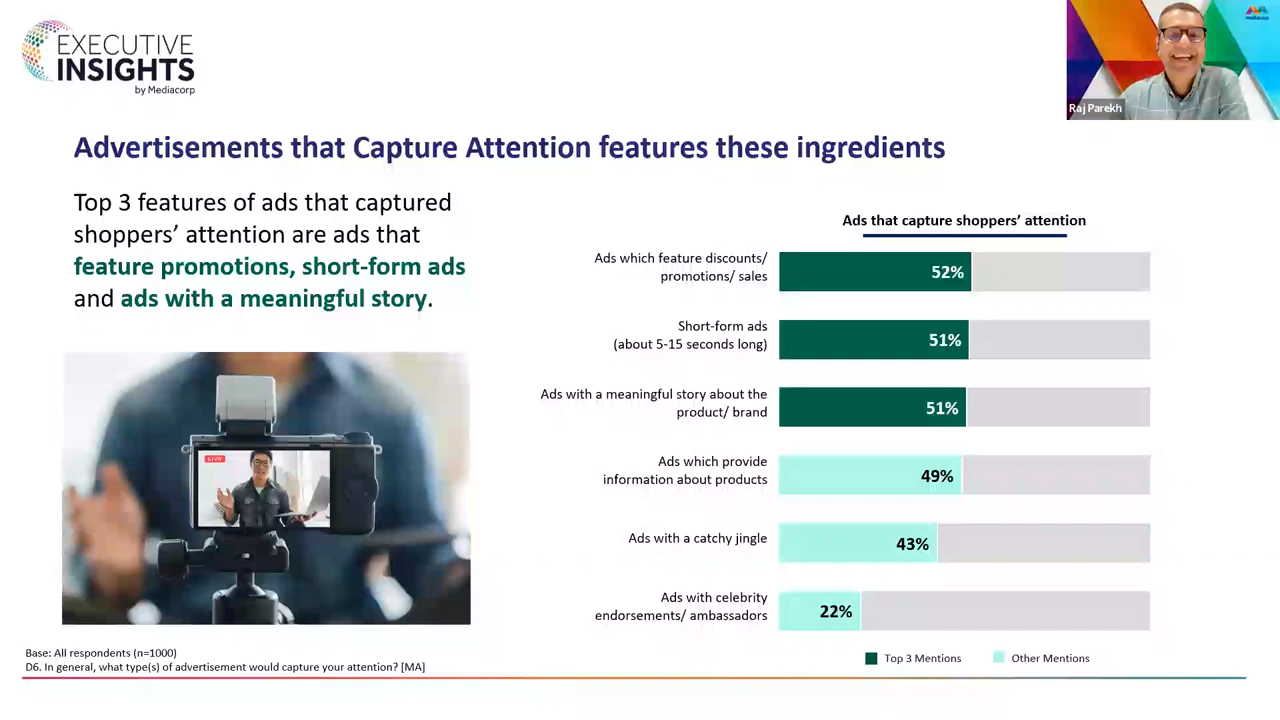 EXECUTIVE
INSIGHTS
by Mediacorp
mediacorp
Raj Parekh
Advertisements that Capture Attention features these ingredients
Top 3 features of ads that captured
shoppers’ attention are ads that
feature promotions, short-form ads
and ads with a meaningful story.
LIVE
Ads that capture shoppers’ attention
Ads which feature discounts/
promotions/ sales
52%
Short-form ads
(about 5-15 seconds long)
51%
Ads with a meaningful story about the
product/ brand
51%
Ads which provide
information about products
49%
Ads with a catchy jingle
43%
Ads with celebrity
endorsements/ ambassadors
22%
Top 3 Mentions
Other Mentions
Base: All respondents (n=1000)
D6. In general, what type(s) of advertisement would capture your attention? [MA]